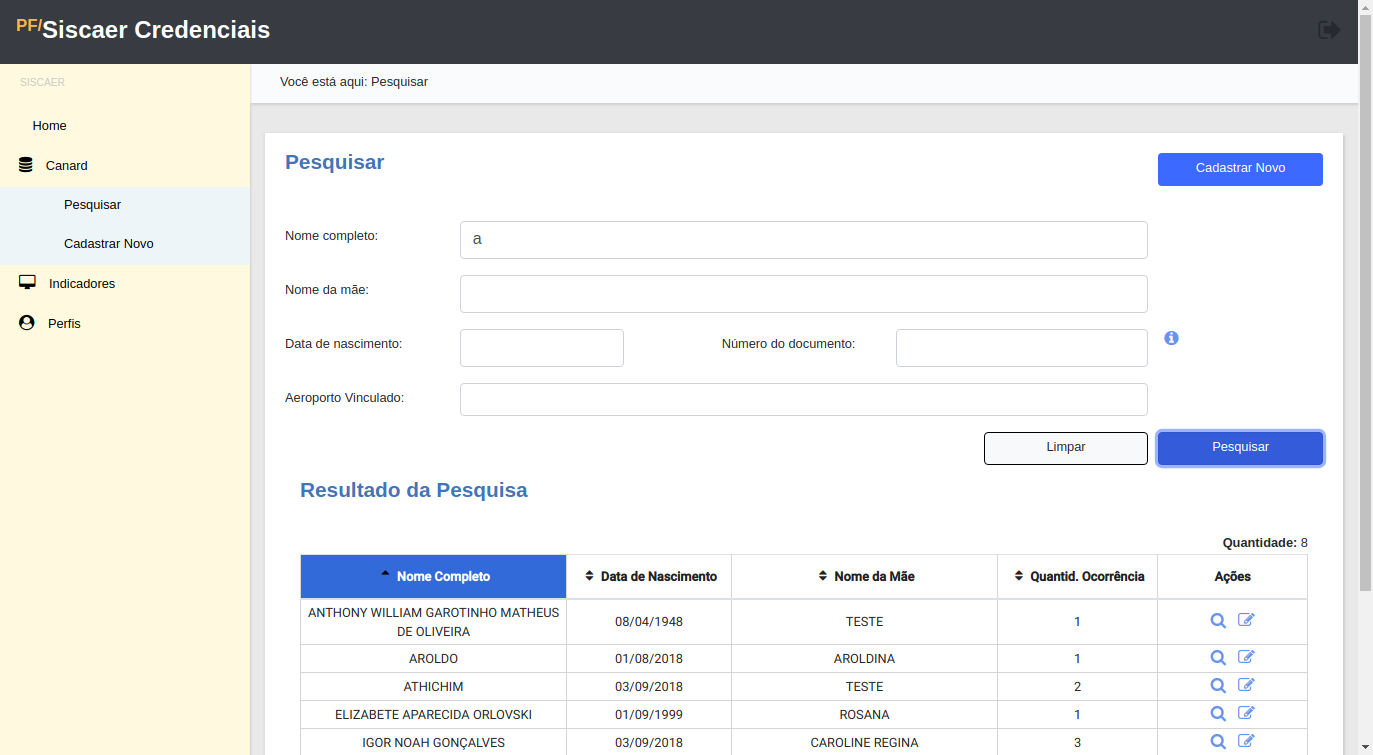 PF/Siscaer Credenciais
SISCAER
Você está aqui: Pesquisar
Home
Canard
Pesquisar
Cadastrar Novo
Indicadores
Perfis
Pesquisar
Cadastrar Novo
Nome completo:
a
Nome da mãe:
Data de nascimento:
Número do documento:
Aeroporto Vinculado:
Limpar
Pesquisar
Resultado da Pesquisa
Quantidade: 8
Nome Completo Data de Nascimento Nome da Mãe Quantid. Ocorrência Ações
ANTHONY WILLIAM GAROTINHO MATHEUS
DE OLIVEIRA
08/04/1948 TESTE 1
AROLDO 01/08/2018 AROLDINA 1
ATHICHIM 03/09/2018 TESTE 2
ELIZABETE APARECIDA ORLOVSKI 01/09/1999 ROSANA 1
IGOR NOAH GONÇALVES 03/09/2018 CAROLINE REGINA 3